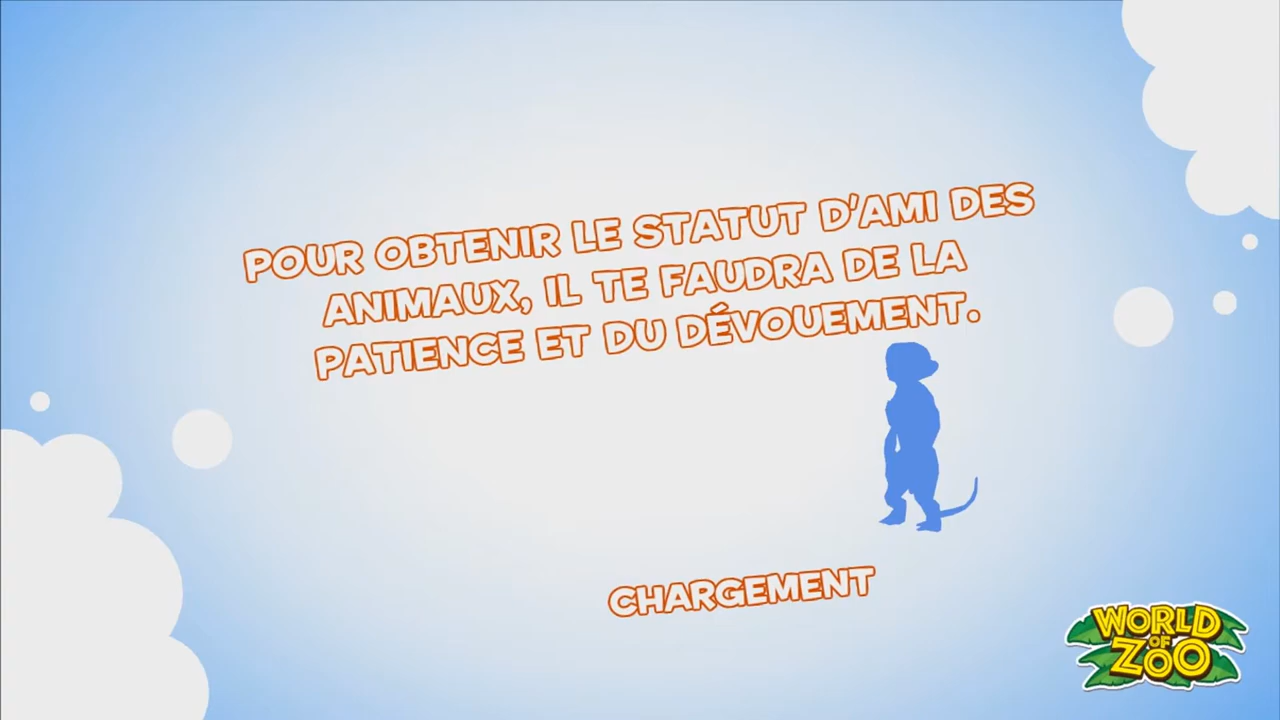 POUR OBTENIR LE STATUT D'AMI DES
ANIMAUX, IL TE FAUDRA DE LA
PATIENCE ET DU DÉVOUEMENT.
CHARGEMENT
WORLD
OF
ZOO